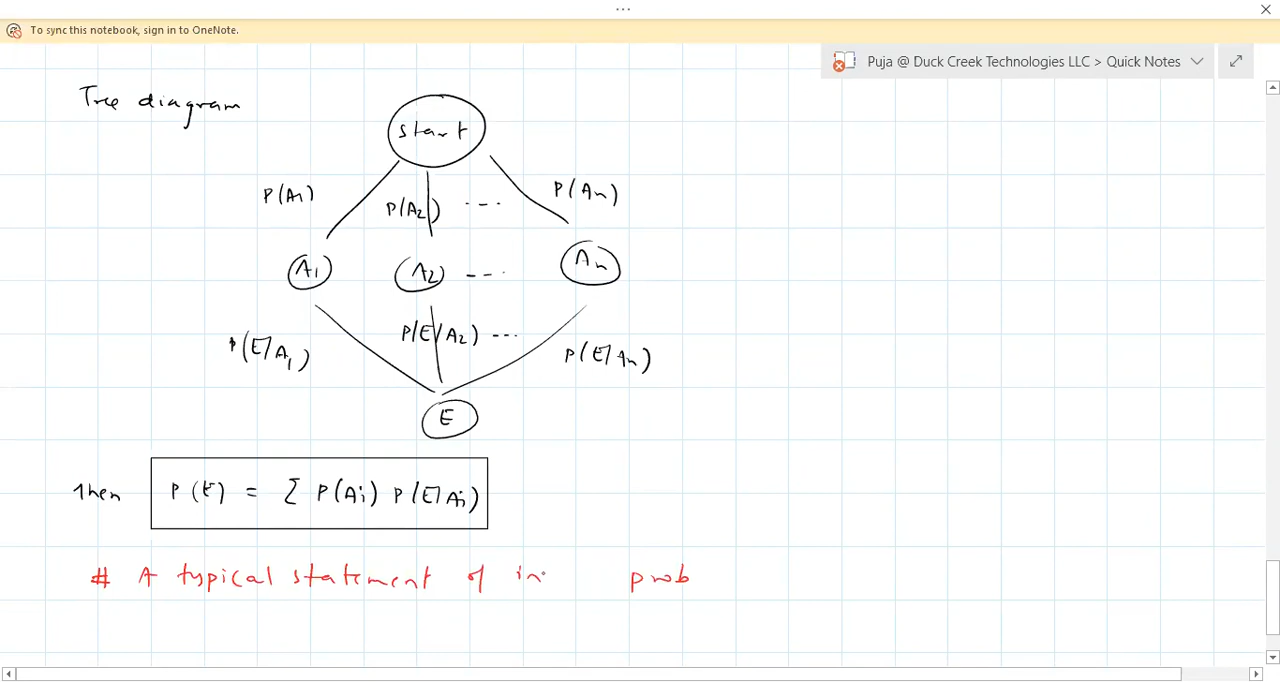 ...
To sync this notebook, sign in to OneNote.
Puja @ Duck Creek Technologies LLC > Quick Notes
Tree diagram
start
P(A1) P(A2) --- P(An)
A1 A2 --- An
P(E/A1) P(E/A2) --- P(E/An)
E
then P(E) = Σ P(Ai) P(E/Ai)
# A typical statement of in prob